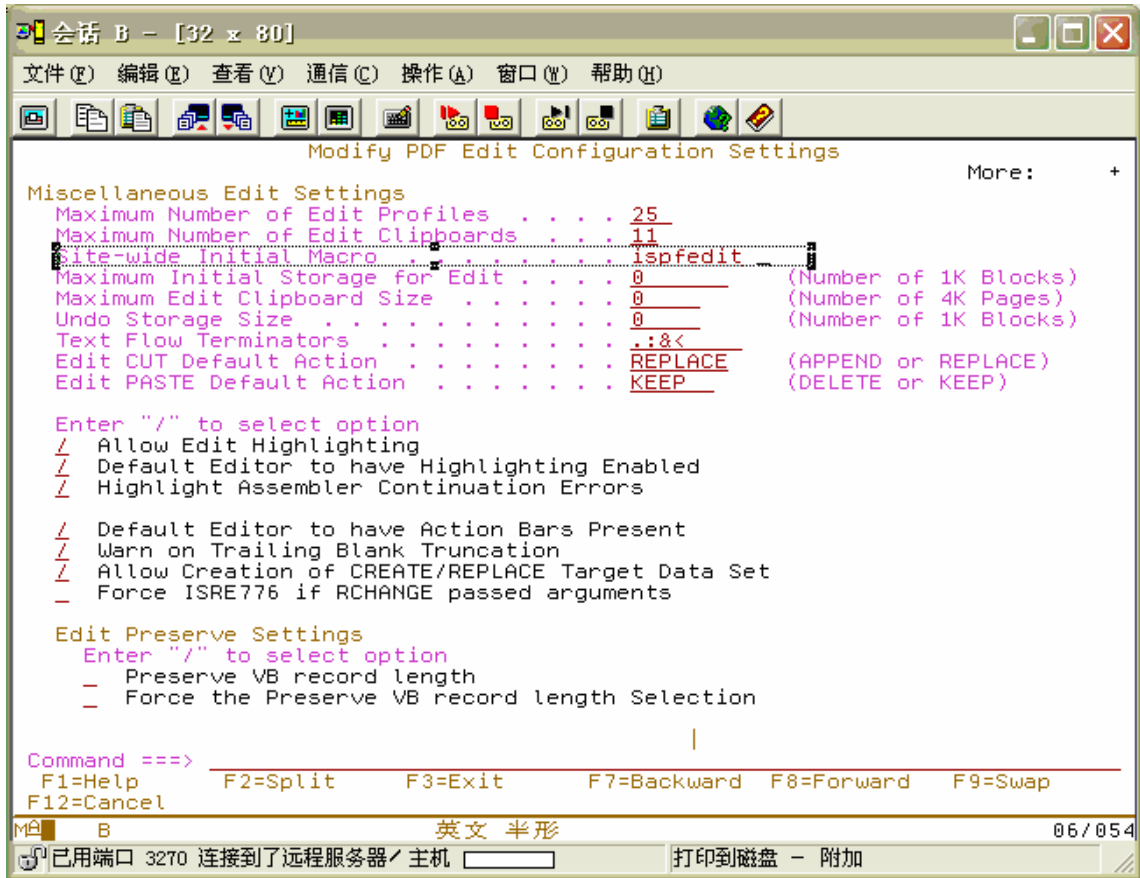 会话 B - [32 x 80]
文件(F) 编辑(E) 查看(V) 通信(C) 操作(A) 窗口(W) 帮助(H)
Modify PDF Edit Configuration Settings
More: +
Miscellaneous Edit Settings
Maximum Number of Edit Profiles . . . . 25
Maximum Number of Edit Clipboards . . . 11
Site-wide Initial Macro . . . . . . . . ispfedit _
Maximum Initial Storage for Edit . . . . 0 (Number of 1K Blocks)
Maximum Edit Clipboard Size . . . . . . 0 (Number of 4K Pages)
Undo Storage Size . . . . . . . . . . . 0 (Number of 1K Blocks)
Text Flow Terminators . . . . . . . . . .:&<
Edit CUT Default Action . . . . . . . . REPLACE (APPEND or REPLACE)
Edit PASTE Default Action . . . . . . . KEEP (DELETE or KEEP)
Enter "/" to select option
/ Allow Edit Highlighting
/ Default Editor to have Highlighting Enabled
/ Highlight Assembler Continuation Errors
/ Default Editor to have Action Bars Present
/ Warn on Trailing Blank Truncation
/ Allow Creation of CREATE/REPLACE Target Data Set
_ Force ISRE776 if RCHANGE passed arguments
Edit Preserve Settings
Enter "/" to select option
_ Preserve VB record length
_ Force the Preserve VB record length Selection
Command ===>
F1=Help F2=Split F3=Exit F7=Backward F8=Forward F9=Swap
F12=Cancel
MA B 英文 半形 06/054
已用端口 3270 连接到了远程服务器/主机 打印到磁盘 - 附加